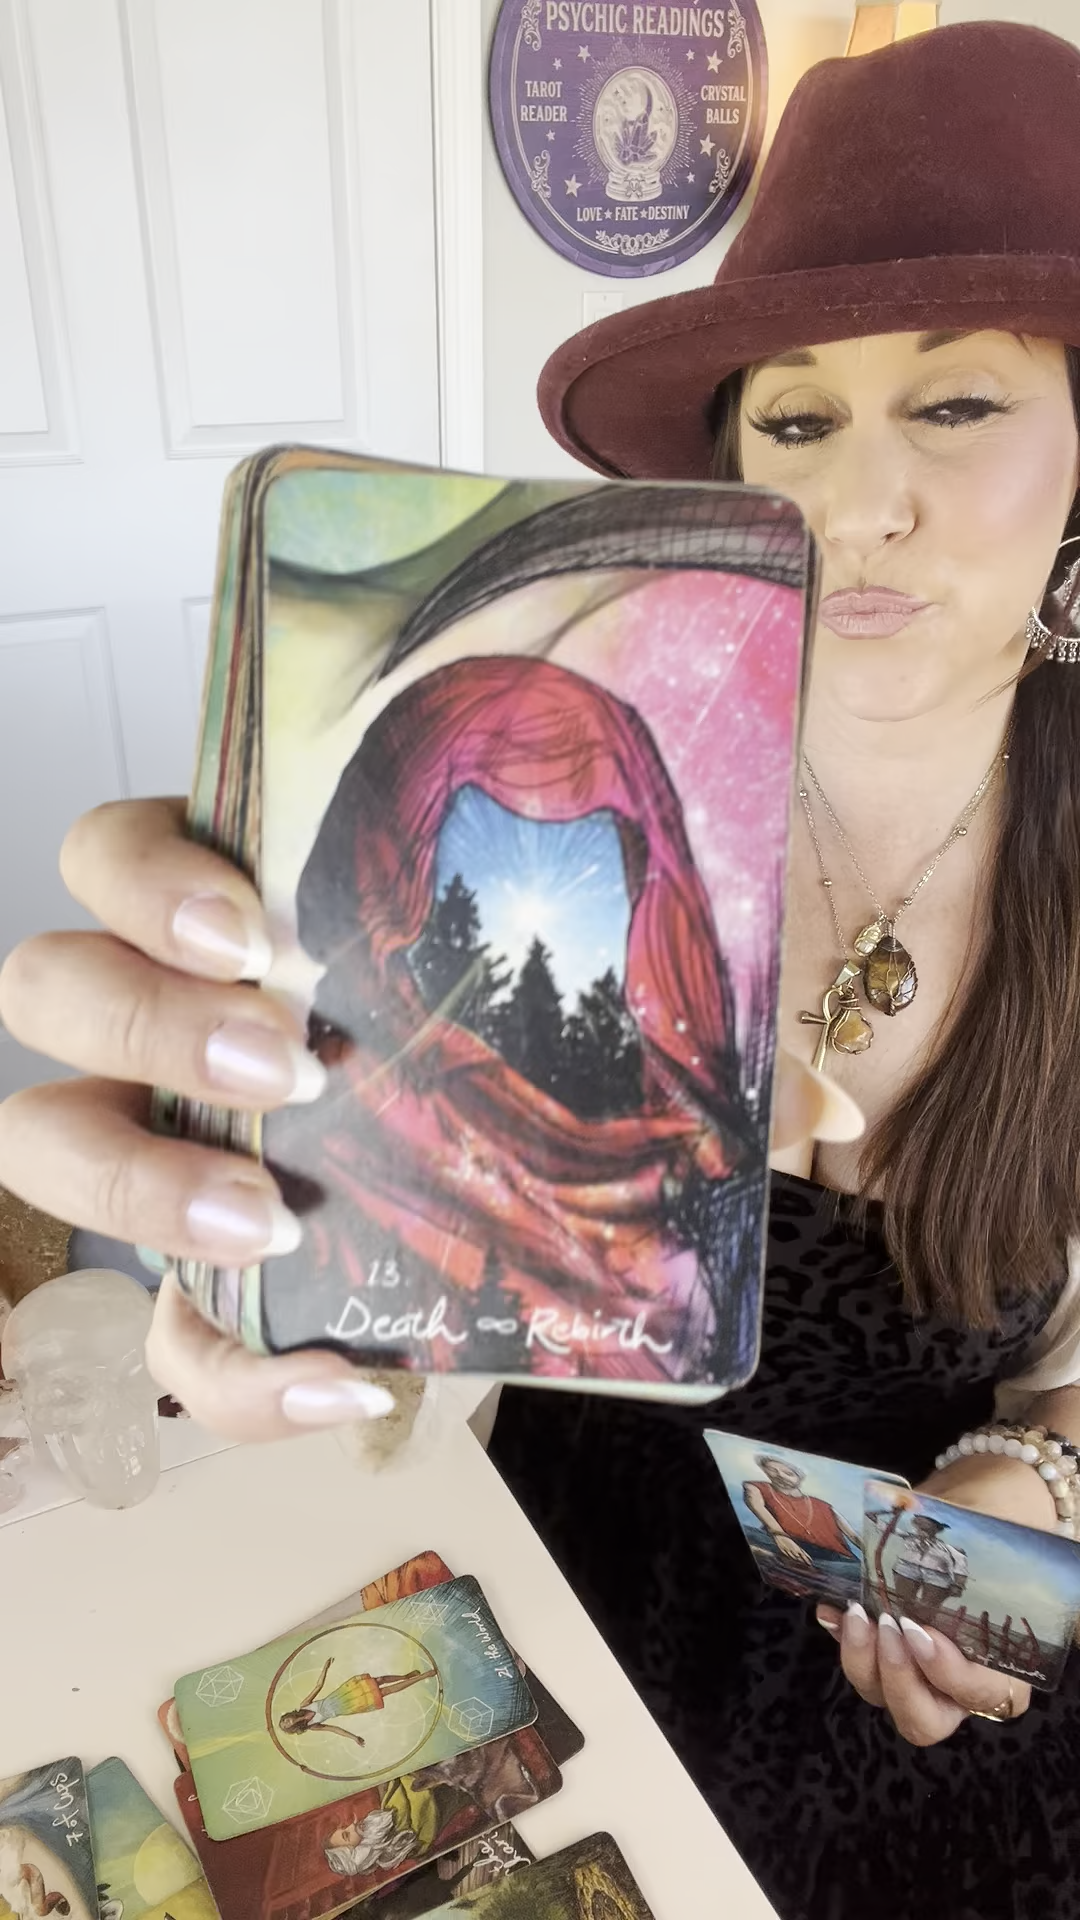 PSYCHIC READINGS
TAROT
READER
CRYSTAL
BALLS
LOVE ★ FATE ★ DESTINY
13.
Death ∞ Rebirth
21 the World
7 of Cups